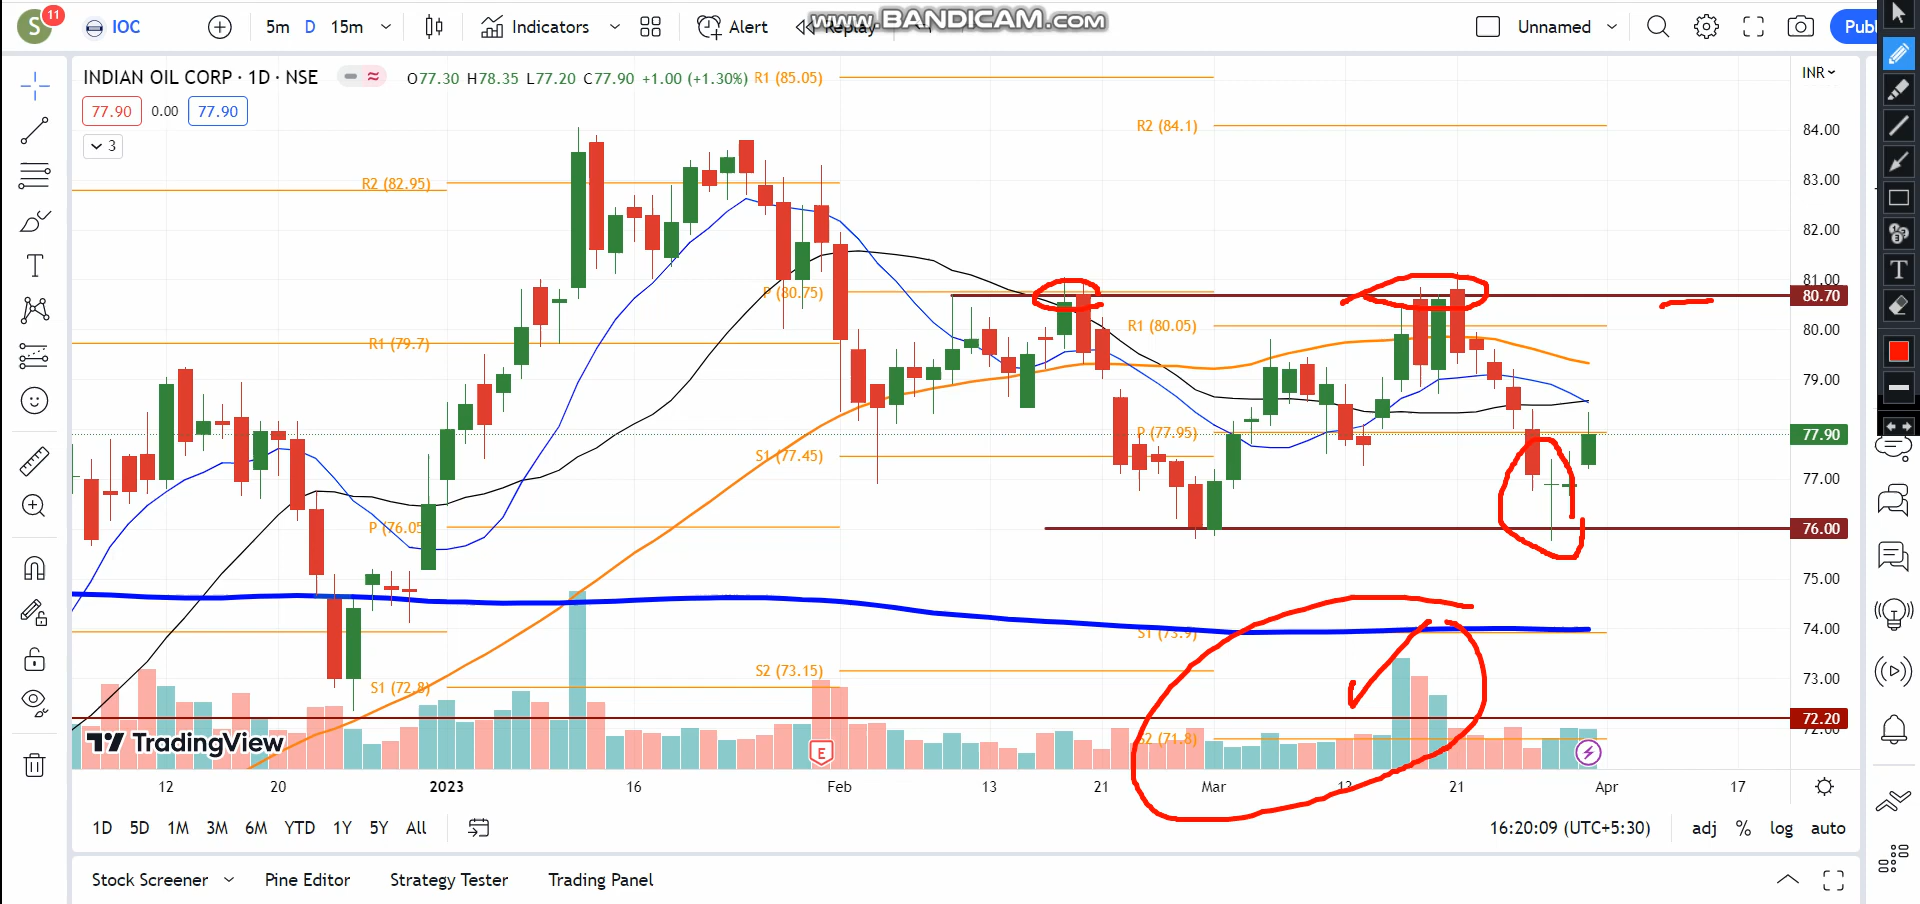 S 11 IOC 5m D 15m Indicators Alert Replay Unnamed Publ
www.BANDICAM.com
INDIAN OIL CORP · 1D · NSE O77.30 H78.35 L77.20 C77.90 +1.00 (+1.30%) R1 (85.05) INR
77.90 0.00 77.90
3
R2 (84.1) 84.00
R2 (82.95) 83.00
82.00
81.00
P (80.75) 80.70
R1 (80.05) 80.00
R1 (79.7)
79.00
P (77.95) 77.90
S1 (77.45)
77.00
P (76.05 76.00
75.00
S1 (73.9) 74.00
S2 (73.15) 73.00
S1 (72.8)
72.20
S2 (71.8) 72.00
TradingView
E
12 20 2023 16 Feb 13 21 Mar 13 21 Apr 17
1D 5D 1M 3M 6M YTD 1Y 5Y All 16:20:09 (UTC+5:30) adj % log auto
Stock Screener Pine Editor Strategy Tester Trading Panel